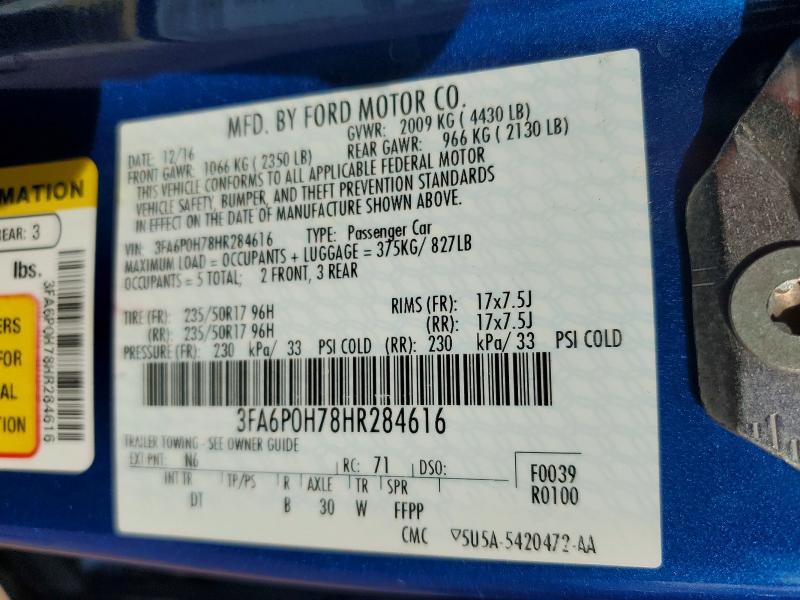 MFD. BY FORD MOTOR CO.
DATE: 12/16 GVWR: 2009 KG ( 4430 LB)
FRONT GAWR: 1066 KG ( 2350 LB) REAR GAWR: 966 KG ( 2130 LB)
THIS VEHICLE CONFORMS TO ALL APPLICABLE FEDERAL MOTOR
VEHICLE SAFETY, BUMPER, AND THEFT PREVENTION STANDARDS
IN EFFECT ON THE DATE OF MANUFACTURE SHOWN ABOVE.
VIN: 3FA6P0H78HR284616 TYPE: Passenger Car
MAXIMUM LOAD = OCCUPANTS + LUGGAGE = 375KG/ 827LB
OCCUPANTS = 5 TOTAL; 2 FRONT, 3 REAR
TIRE (FR): 235/50R17 96H RIMS (FR): 17x7.5J
(RR): 235/50R17 96H (RR): 17x7.5J
PRESSURE (FR): 230 kPa/ 33 PSI COLD (RR): 230 kPa/ 33 PSI COLD
3FA6P0H78HR284616
TRAILER TOWING - SEE OWNER GUIDE
EXT PNT: N6 RC: 71 DSO: F0039
INT TR TP/PS R AXLE TR SPR R0100
DT B 30 W FFPP
CMC ▽5U5A-5420472-AA
MATION
REAR: 3
lbs.
3FA6P0H78HR284616
ERS
FOR
AL
TION